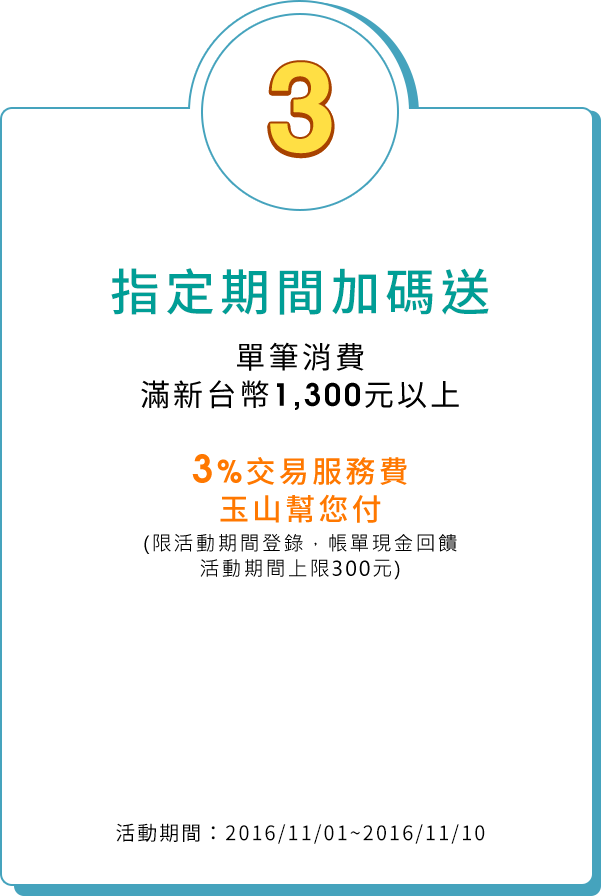 3
指定期間加碼送
單筆消費
滿新台幣1,300元以上
3%交易服務費
玉山幫您付
(限活動期間登錄，帳單現金回饋
活動期間上限300元)
活動期間：2016/11/01~2016/11/10